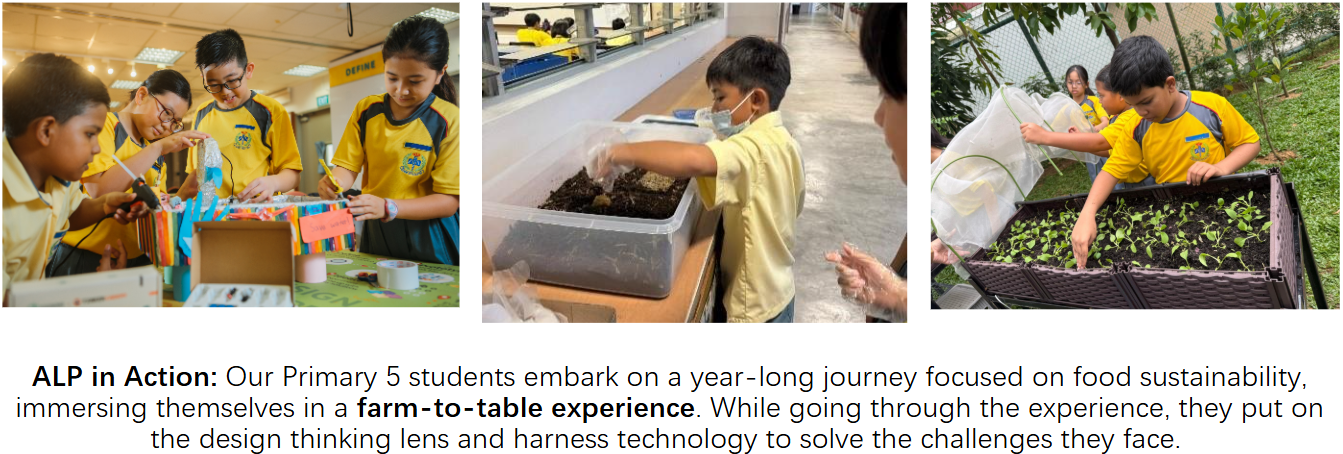 DEFINE
SIGN
ALP in Action: Our Primary 5 students embark on a year-long journey focused on food sustainability,
immersing themselves in a farm-to-table experience. While going through the experience, they put on
the design thinking lens and harness technology to solve the challenges they face.